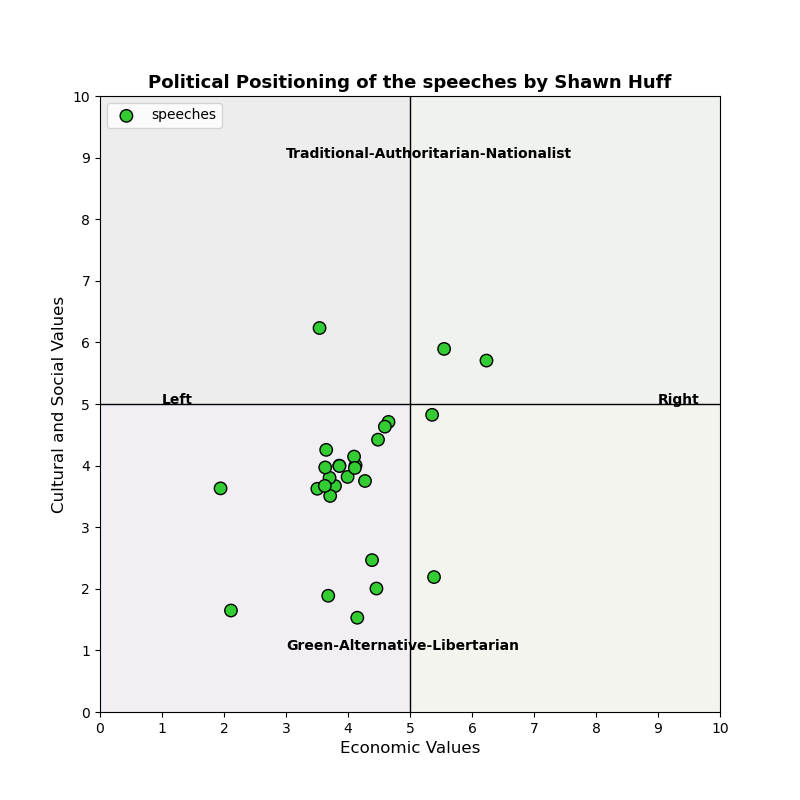 Political Positioning of the speeches by Shawn Huff
speeches
Traditional-Authoritarian-Nationalist
Left
Right
Green-Alternative-Libertarian
10
9
8
7
6
5
4
3
2
1
0
Cultural and Social Values
0 1 2 3 4 5 6 7 8 9 10
Economic Values